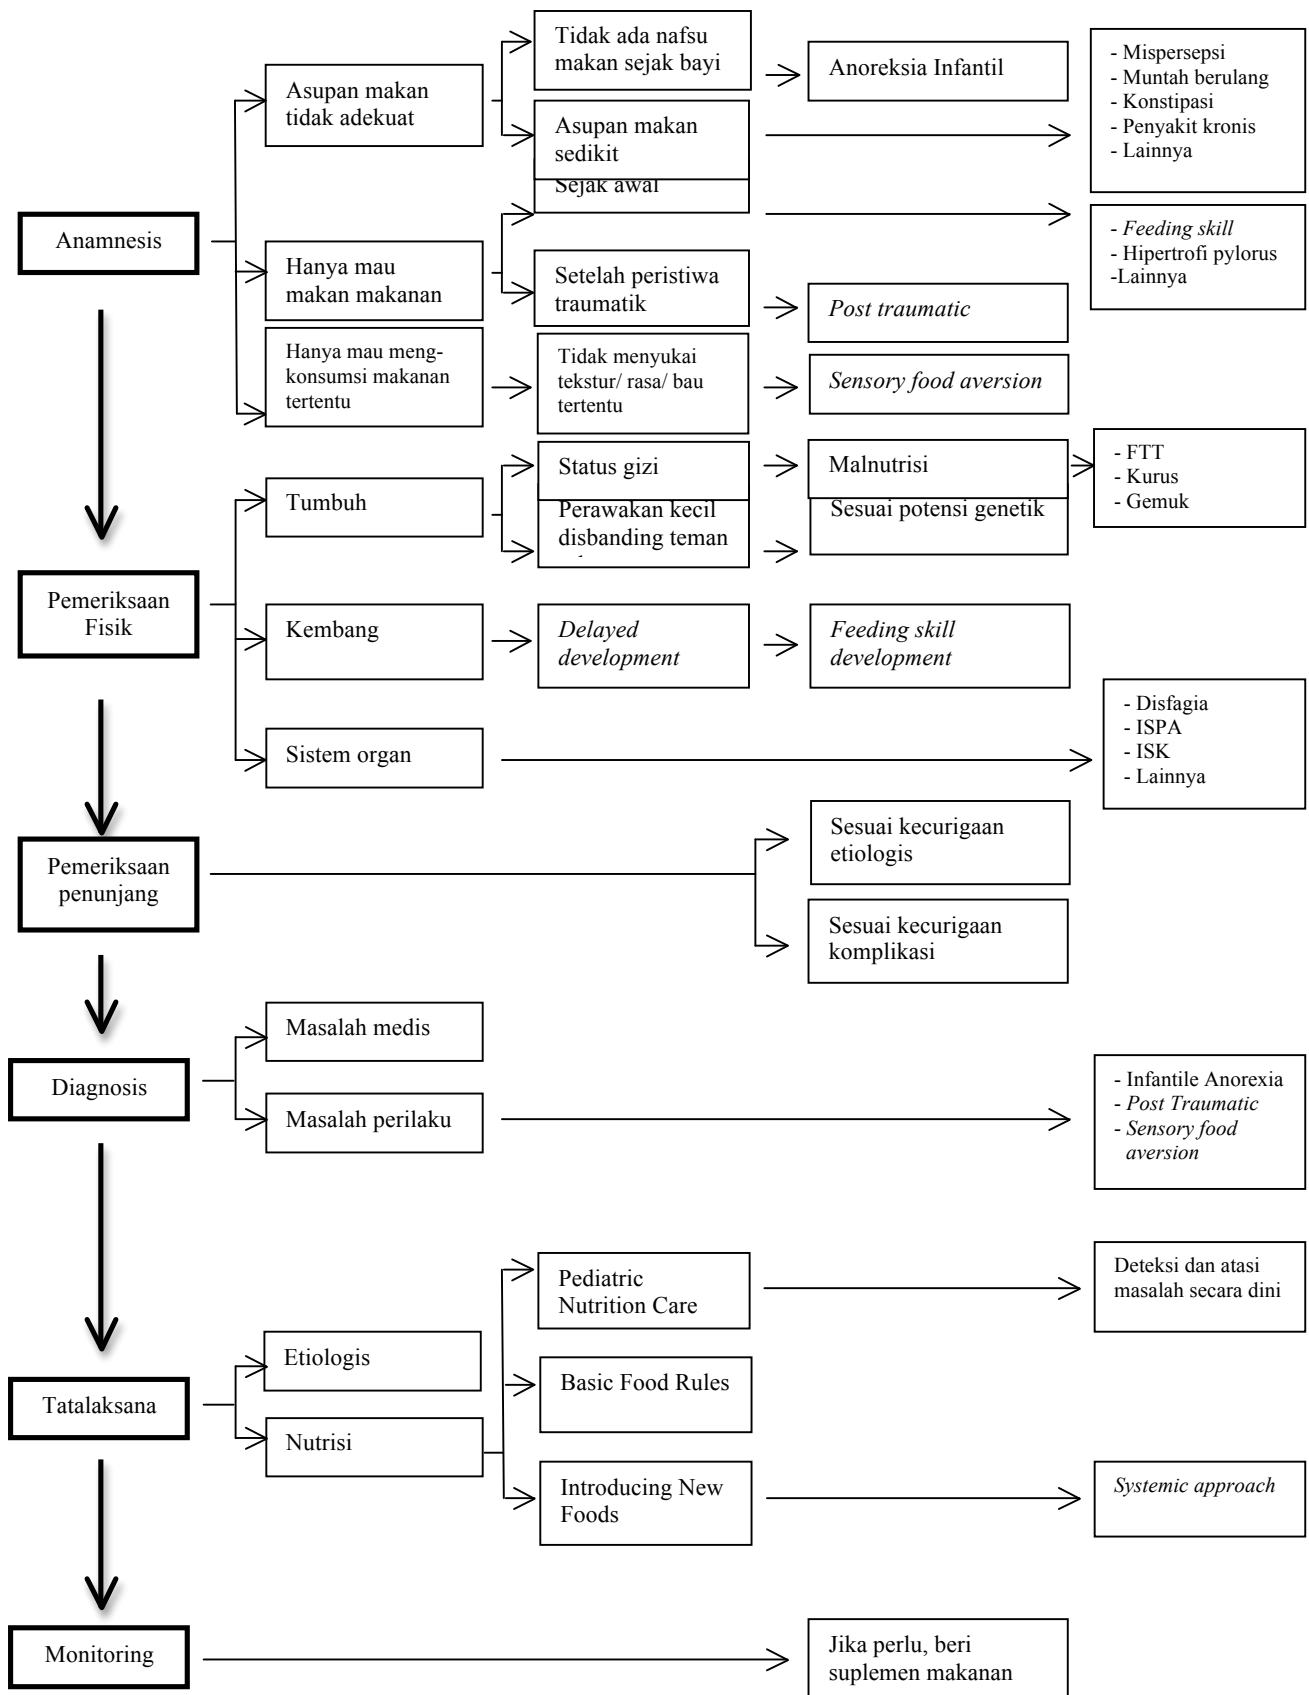 Tidak ada nafsu
makan sejak bayi
Anoreksia Infantil
- Mispersepsi
- Muntah berulang
- Konstipasi
- Penyakit kronis
- Lainnya
Asupan makan
tidak adekuat
Asupan makan
sedikit
Sejak awal
Anamnesis
- Feeding skill
- Hipertrofi pylorus
-Lainnya
Hanya mau
makan makanan
Setelah peristiwa
traumatik
Post traumatic
Hanya mau meng-
konsumsi makanan
tertentu
Tidak menyukai
tekstur/ rasa/ bau
tertentu
Sensory food aversion
Tumbuh
Status gizi
Malnutrisi
- FTT
- Kurus
- Gemuk
Perawakan kecil
disbanding teman
Sesuai potensi genetik
Pemeriksaan
Fisik
Kembang
Delayed
development
Feeding skill
development
Sistem organ
- Disfagia
- ISPA
- ISK
- Lainnya
Pemeriksaan
penunjang
Sesuai kecurigaan
etiologis
Sesuai kecurigaan
komplikasi
Diagnosis
Masalah medis
Masalah perilaku
- Infantile Anorexia
- Post Traumatic
- Sensory food
aversion
Tatalaksana
Etiologis
Nutrisi
Pediatric
Nutrition Care
Deteksi dan atasi
masalah secara dini
Basic Food Rules
Introducing New
Foods
Systemic approach
Monitoring
Jika perlu, beri
suplemen makanan